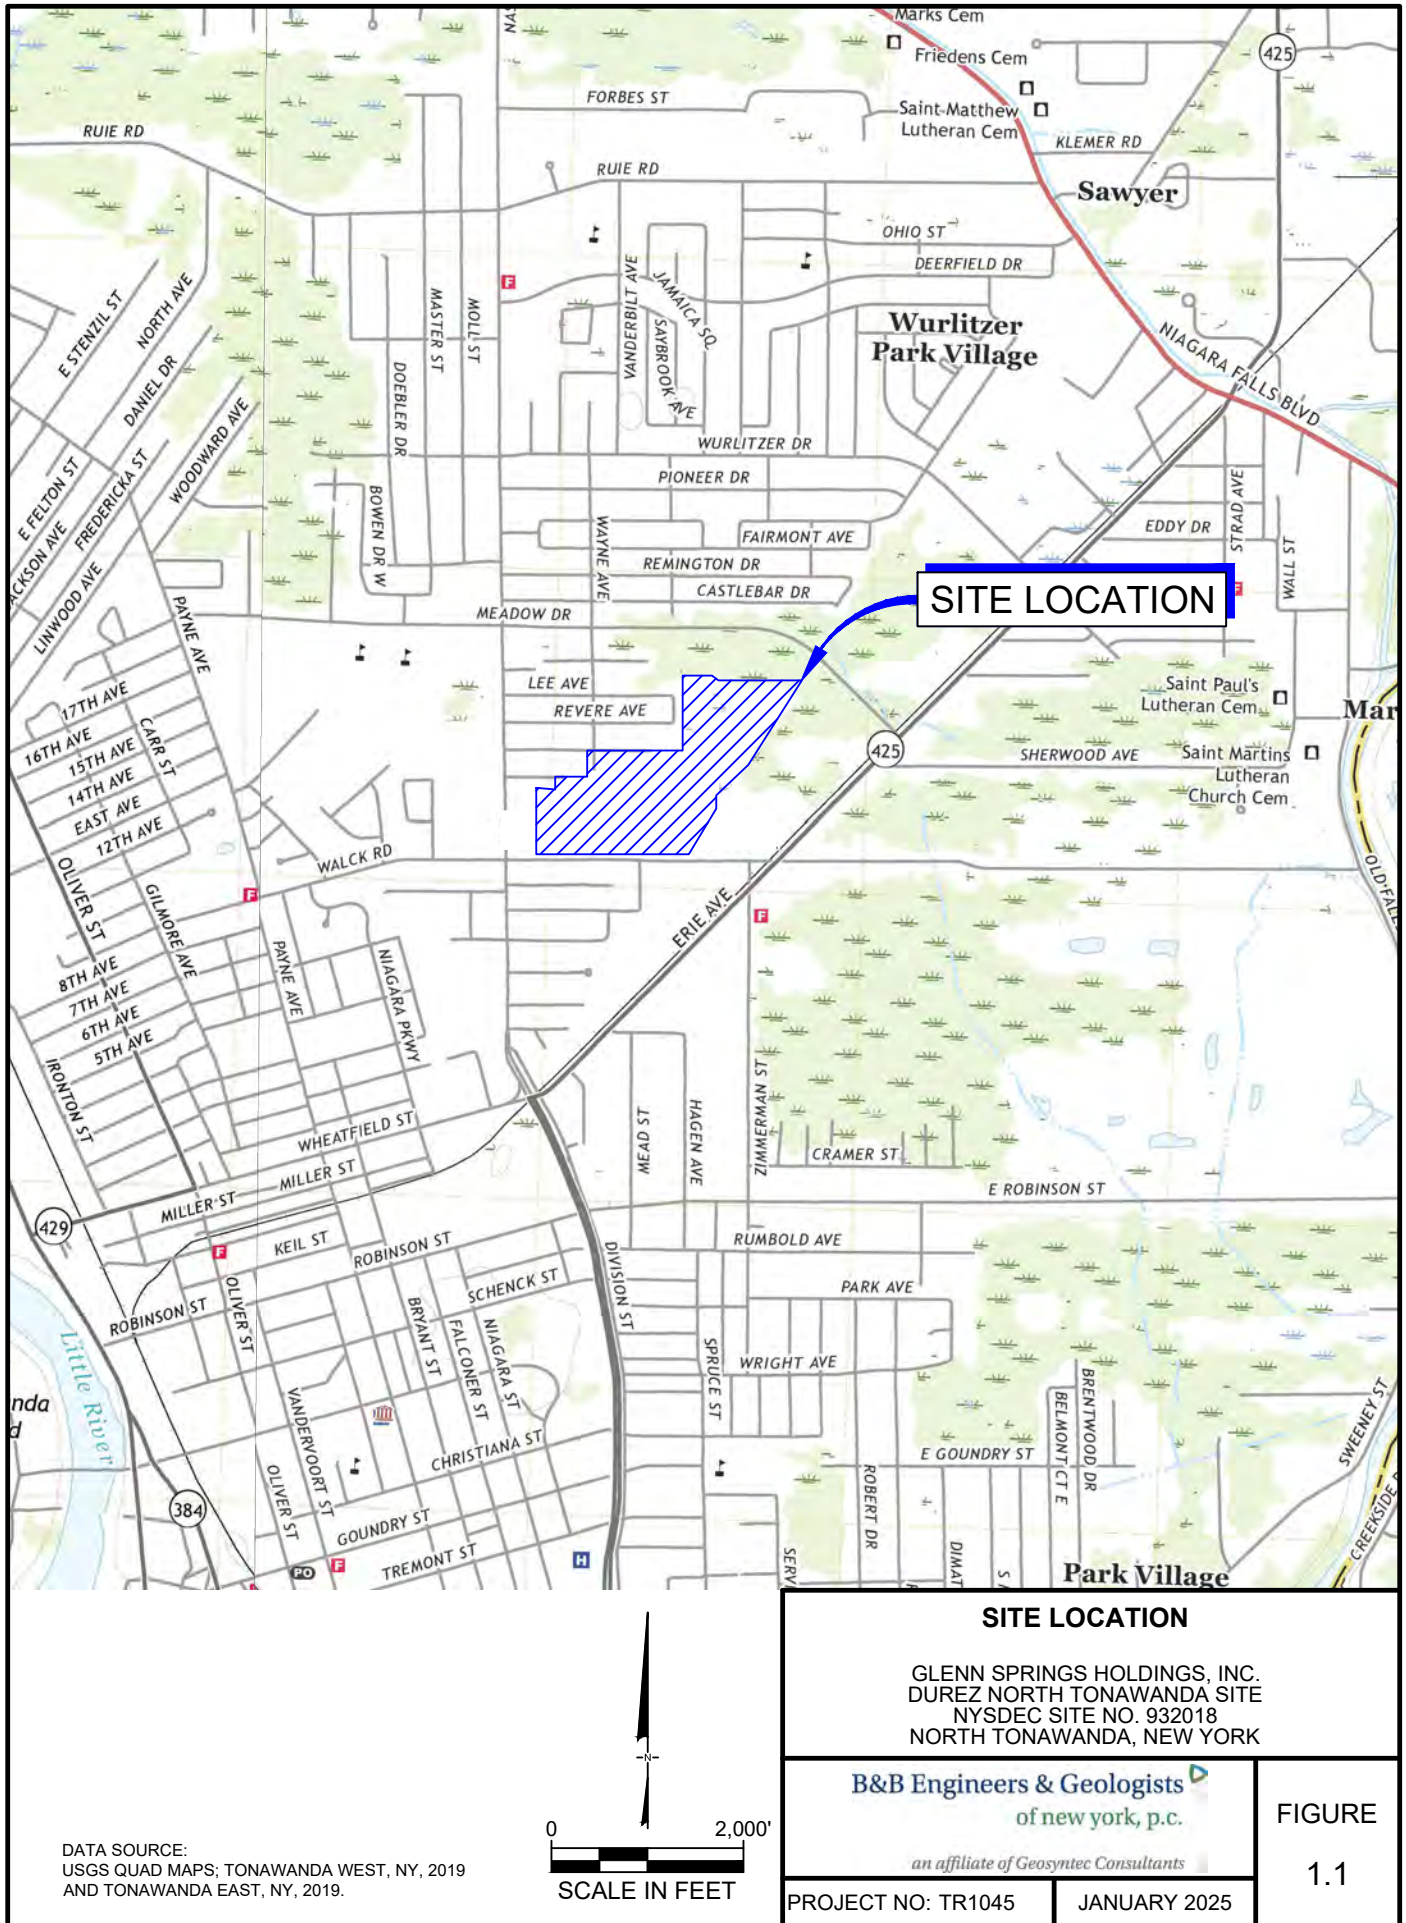 Marks Cem
Friedens Cem
425
FORBES ST
Saint Matthew
Lutheran Cem
RUIE RD
KLEMER RD
RUIE RD
Sawyer
OHIO ST
DEERFIELD DR
E STENZIL ST
NORTH AVE
MASTER ST
MOLL ST
VANDERBILT AVE
JAMAICA SQ
SAYBROOK AVE
Wurlitzer
Park Village
NIAGARA FALLS BLVD
DANIEL DR
DOEBLER DR
WOODWARD AVE
WURLITZER DR
PIONEER DR
E FELTON ST
FREDERICKA ST
BOWEN DR W
WAYNE AVE
FAIRMONT AVE
EDDY DR
STRAD AVE
WALL ST
ACKSON AVE
LINWOOD AVE
REMINGTON DR
CASTLEBAR DR
SITE LOCATION
PAYNE AVE
MEADOW DR
LEE AVE
REVERE AVE
17TH AVE
16TH AVE
15TH AVE
14TH AVE
EAST AVE
12TH AVE
CARR ST
Saint Paul's
Lutheran Cem
Mar
425
SHERWOOD AVE
Saint Martins
Lutheran
Church Cem
OLIVER ST
GILMORE AVE
WALCK RD
F
OLD FALL
ERIE AVE
F
8TH AVE
7TH AVE
6TH AVE
5TH AVE
PAYNE AVE
NIAGARA PKWY
IRONTON ST
WHEATFIELD ST
MEAD ST
HAGEN AVE
ZIMMERMAN ST
CRAMER ST
MILLER ST
MILLER ST
E ROBINSON ST
429
F
KEIL ST
ROBINSON ST
RUMBOLD AVE
DIVISION ST
SCHENCK ST
PARK AVE
ROBINSON ST
OLIVER ST
BRYANT ST
FALCONER ST
NIAGARA ST
SPRUCE ST
WRIGHT AVE
Little River
nda
d
VANDERVOORT ST
CHRISTIANA ST
BELMONT CT E
BRENTWOOD DR
SWEENEY ST
E GOUNDRY ST
384
OLIVER ST
GOUNDRY ST
ROBERT DR
CREEKSIDE
TREMONT ST
PO
F
H
SERVI
DIMAT
Park Village
SITE LOCATION
GLENN SPRINGS HOLDINGS, INC.
DUREZ NORTH TONAWANDA SITE
NYSDEC SITE NO. 932018
NORTH TONAWANDA, NEW YORK
N
B&B Engineers & Geologists
of new york, p.c.
an affiliate of Geosyntec Consultants
FIGURE
1.1
PROJECT NO: TR1045
JANUARY 2025
0 2,000'
SCALE IN FEET
DATA SOURCE:
USGS QUAD MAPS; TONAWANDA WEST, NY, 2019
AND TONAWANDA EAST, NY, 2019.